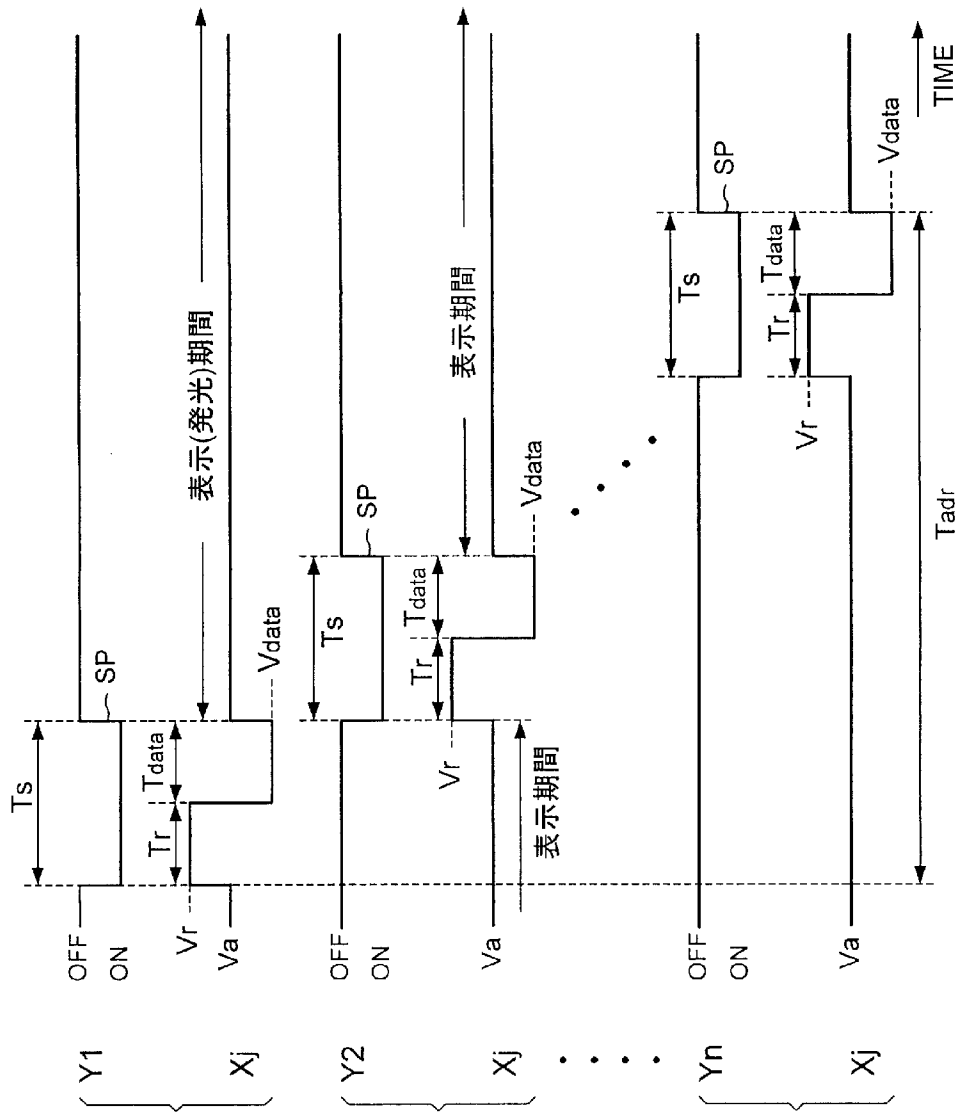 Y1
OFF
ON
Ts
SP
Xj
Vr
Va
Tr
Tdata
Vdata
表示(発光)期間
Y2
OFF
ON
Ts
SP
Xj
Va
Vr
Tr
Tdata
Vdata
表示期間
表示期間
Yn
OFF
ON
Ts
SP
Xj
Va
Vr
Tr
Tdata
Vdata
Tadr
TIME